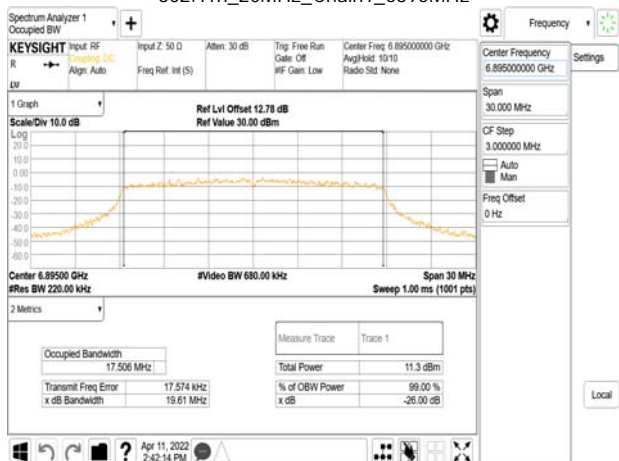 Spectrum Analyzer 1
Occupied BW
+
Frequency
KEYSIGHT
R
LV
Input: RF
Coupling: DC
Align: Auto
Input Z: 50 Ω
Freq Ref: Int (S)
Atten: 30 dB
Trig: Free Run
Gate: Off
#IF Gain: Low
Center Freq: 6.895000000 GHz
Avg|Hold: 10/10
Radio Std: None
Center Frequency
6.895000000 GHz
Settings
Span
30.000 MHz
CF Step
3.000000 MHz
Auto
Man
Freq Offset
0 Hz
Local
1 Graph
Scale/Div 10.0 dB
Ref Lvl Offset 12.78 dB
Ref Value 30.00 dBm
Log
20.0
10.0
0.00
-10.0
-20.0
-30.0
-40.0
-50.0
-60.0
Center 6.89500 GHz
#Res BW 220.00 kHz
#Video BW 680.00 kHz
Span 30 MHz
Sweep 1.00 ms (1001 pts)
2 Metrics
Measure Trace Trace 1
Occupied Bandwidth
17.506 MHz
Total Power 11.3 dBm
Transmit Freq Error 17.574 kHz
% of OBW Power 99.00 %
x dB Bandwidth 19.61 MHz
x dB -26.00 dB
?
Apr 11, 2022
2:42:14 PM